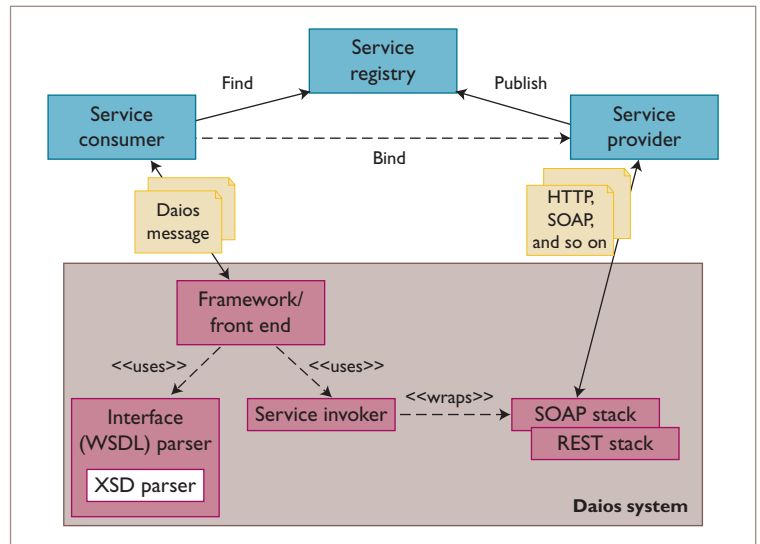 Service
registry
Find
Publish
Service
consumer
Service
provider
Bind
Daios
message
HTTP,
SOAP,
and so on
Framework/
front end
<<uses>>
<<uses>>
Interface
(WSDL) parser
XSD parser
Service invoker
<<wraps>>
SOAP stack
REST stack
Daios system